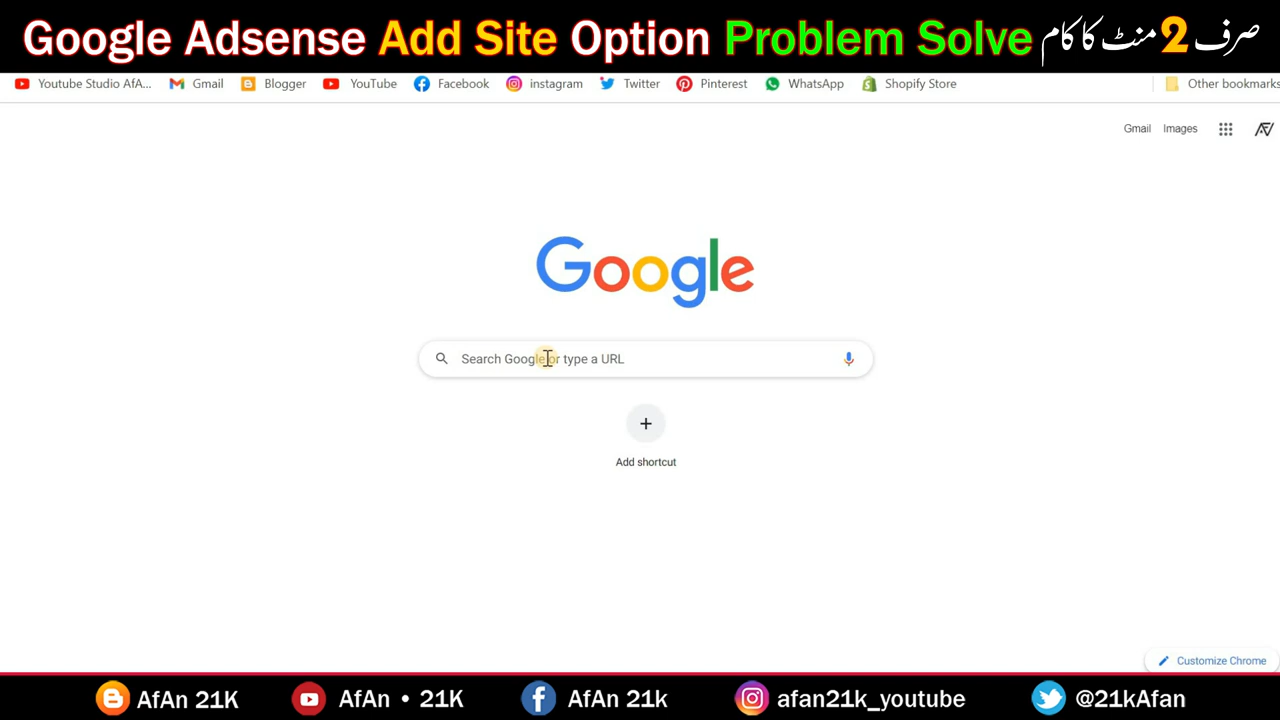 Google Adsense Add Site Option Problem Solve صرف 2 منٹ کا کام
Youtube Studio AfA... Gmail Blogger YouTube Facebook instagram Twitter Pinterest WhatsApp Shopify Store Other bookmarks
Gmail Images
Google
Search Google or type a URL
Add shortcut
Customize Chrome
AfAn 21K AfAn • 21K AfAn 21k afan21k_youtube @21kAfan